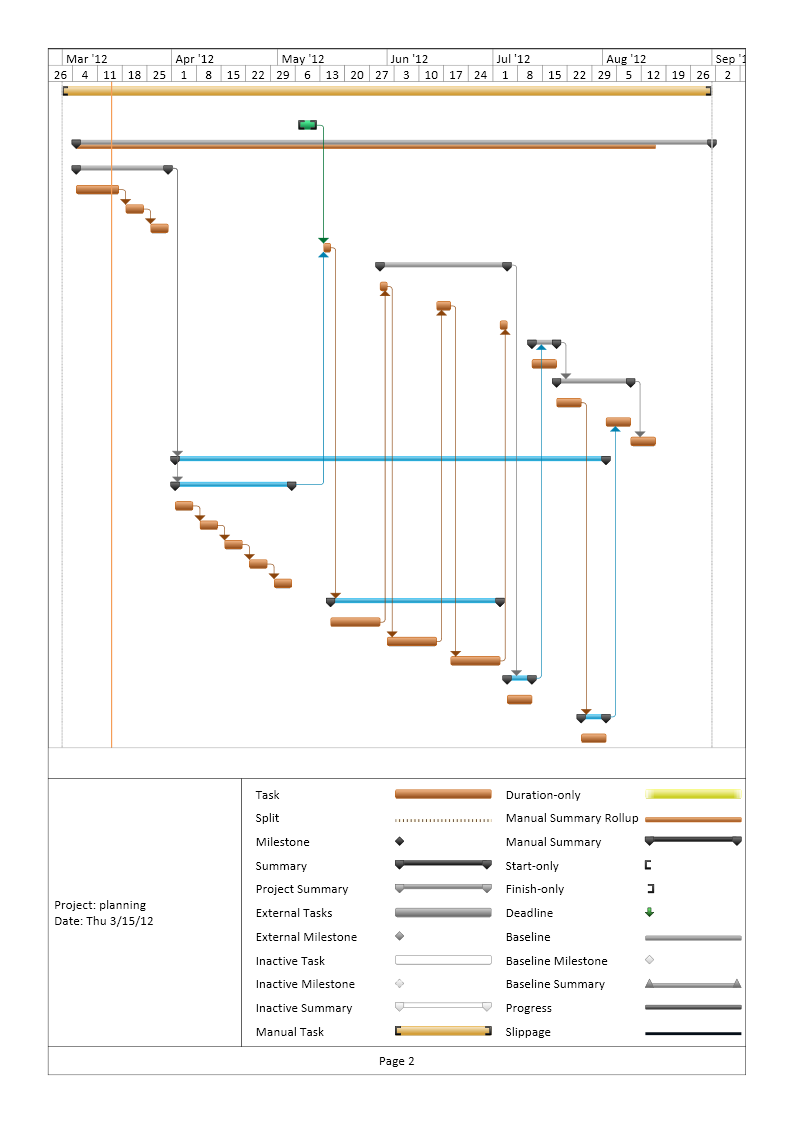 Mar '12 Apr '12 May '12 Jun '12 Jul '12 Aug '12 Sep '1
26 4 11 18 25 1 8 15 22 29 6 13 20 27 3 10 17 24 1 8 15 22 29 5 12 19 26 2
Task Duration-only
Split Manual Summary Rollup
Milestone Manual Summary
Summary Start-only
Project Summary Finish-only
External Tasks Deadline
External Milestone Baseline
Inactive Task Baseline Milestone
Inactive Milestone Baseline Summary
Inactive Summary Progress
Manual Task Slippage
Project: planning
Date: Thu 3/15/12
Page 2